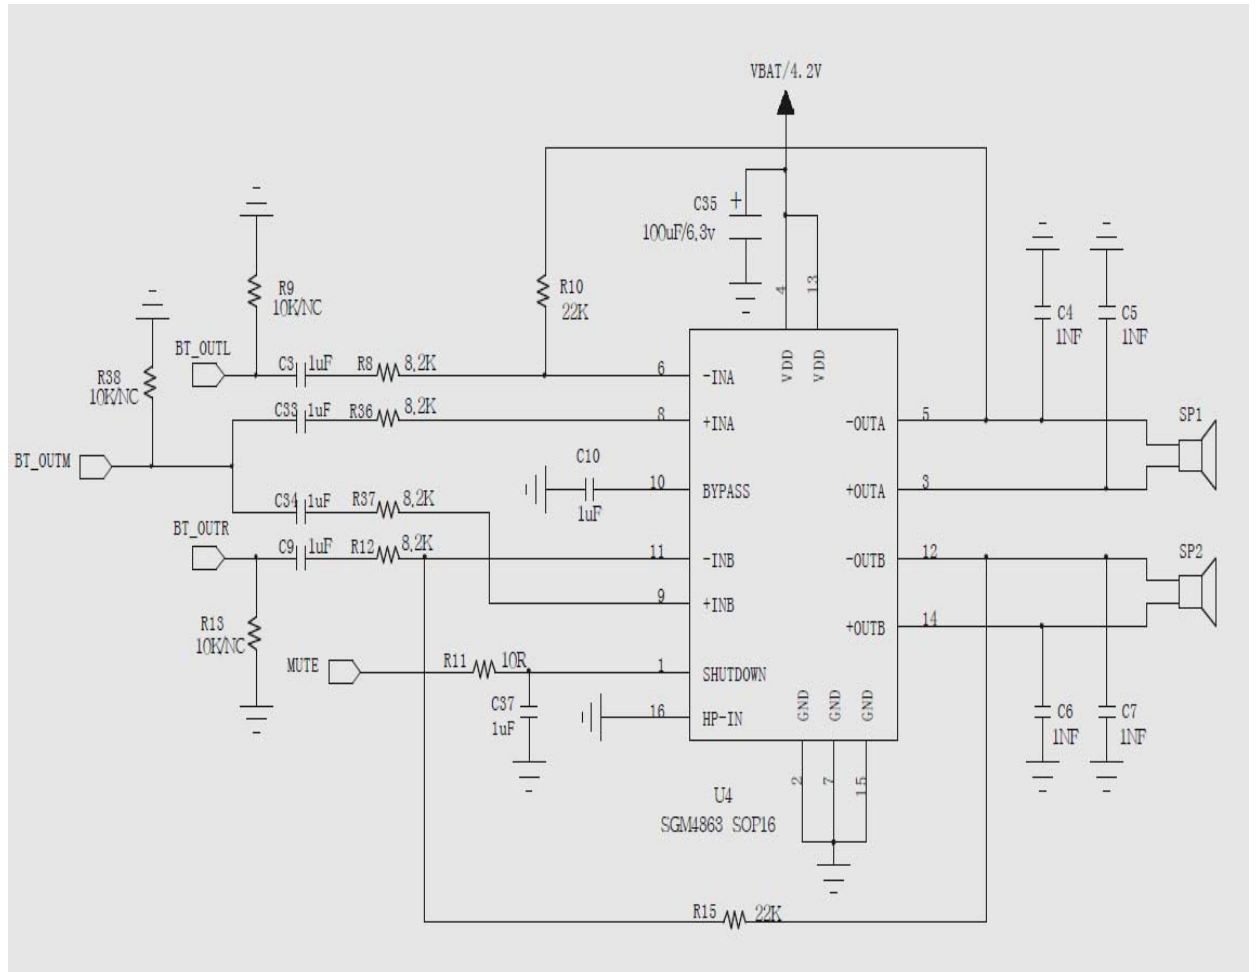 VBAT/4.2V
C35
+
100uF/6.3v
R9
10K/NC
R10
22K
4
13
C4
1NF
C5
1NF
BT_OUTL
C3
1uF
R8
8.2K
6
-INA
VDD
VDD
R38
10K/NC
C33
1uF
R36
8.2K
8
+INA
-OUTA
5
SP1
BT_OUTM
C10
1uF
10
BYPASS
+OUTA
3
C34
1uF
R37
8.2K
BT_OUTR
C9
1uF
R12
8.2K
11
-INB
-OUTB
12
SP2
9
+INB
+OUTB
14
R13
10K/NC
MUTE
R11
10R
1
SHUTDOWN
C37
1uF
16
HP-IN
GND
GND
GND
C6
1NF
C7
1NF
2
7
15
U4
SGM4863 SOP16
R15
22K